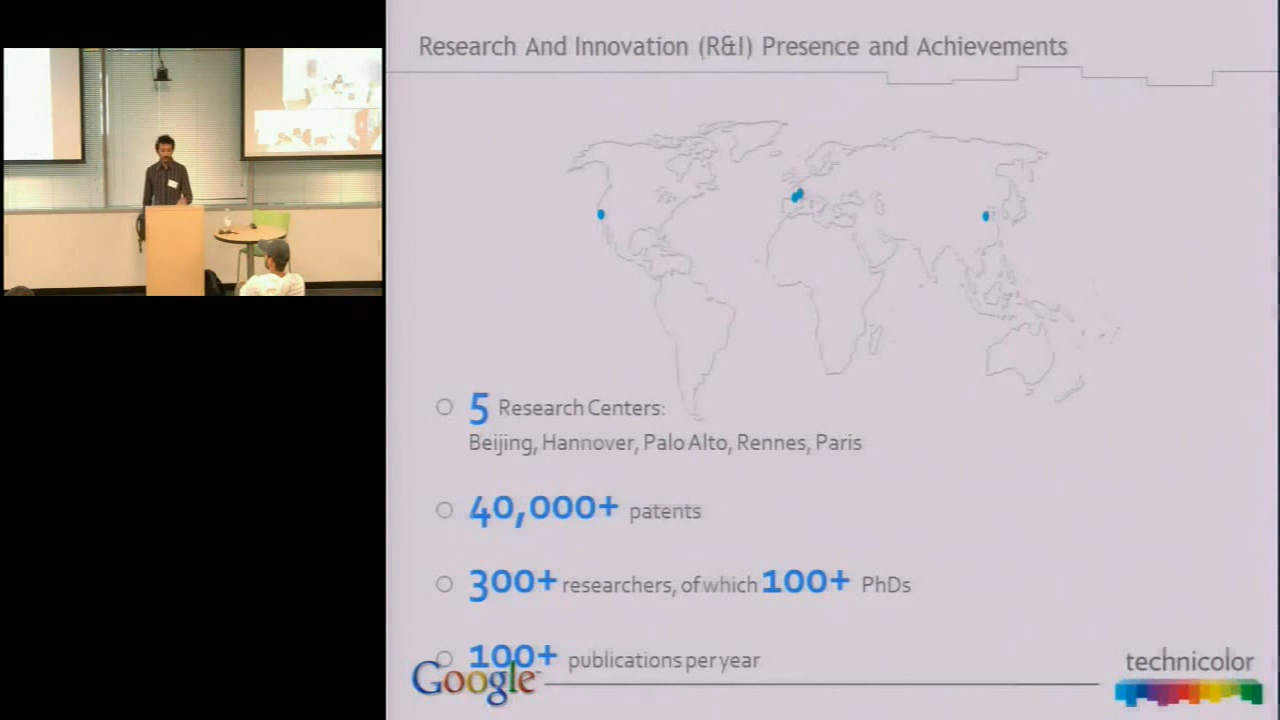 Research And Innovation (R&I) Presence and Achievements
5 Research Centers:
Beijing, Hannover, Palo Alto, Rennes, Paris
40,000+ patents
300+ researchers, of which 100+ PhDs
100+ publications per year
Google
technicolor